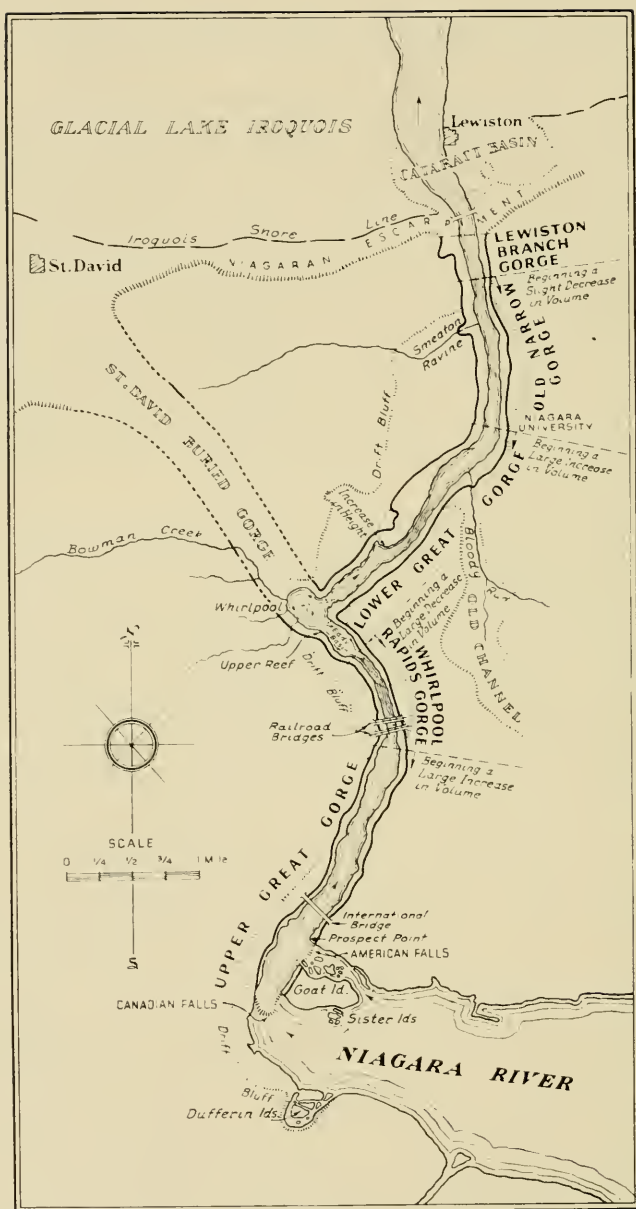 GLACIAL LAKE IROQUOIS
Lewiston
CATARACT BASIN
Iroquois Shore Line
NIAGARAN ESCARPMENT
St. David
LEWISTON
BRANCH
GORGE
Beginning a
Slight Decrease
in Volume
OLD NARROW
GORGE
Smeaton
Ravine
NIAGARA
UNIVERSITY
Beginning a
Large Increase
in Volume
ST. DAVID BURIED GORGE
Drift Bluff
Increase
in Height
LOWER GREAT GORGE
Bloody Run
OLD CHANNEL
Bowman Creek
Whirlpool
Beginning a
Large Decrease
in Volume
WHIRLPOOL
RAPIDS GORGE
Upper Reef
Drift Bluff
Railroad
Bridges
Beginning a
Large Increase
in Volume
SCALE
0 1/4 1/2 3/4 1 Mile
S
UPPER GREAT GORGE
International
Bridge
Prospect Point
AMERICAN FALLS
Goat Id.
CANADIAN FALLS
Sister Ids
NIAGARA RIVER
Drift
Bluff
Dufferin Ids.